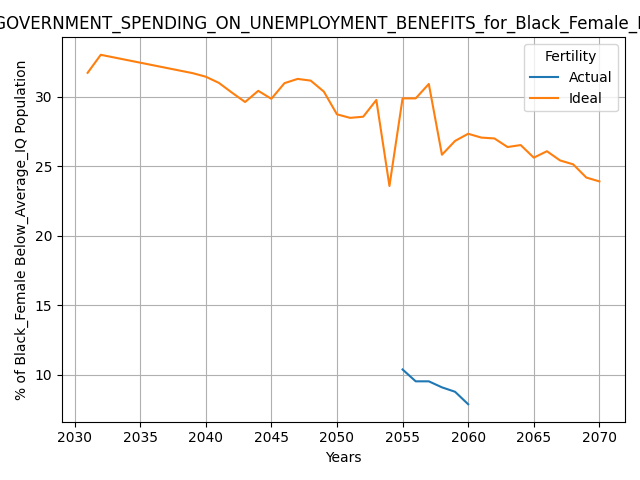 GOVERNMENT_SPENDING_ON_UNEMPLOYMENT_BENEFITS_for_Black_Female_
Fertility
Actual
Ideal
% of Black_Female Below_Average_IQ Population
30
25
20
15
10
2030 2035 2040 2045 2050 2055 2060 2065 2070
Years